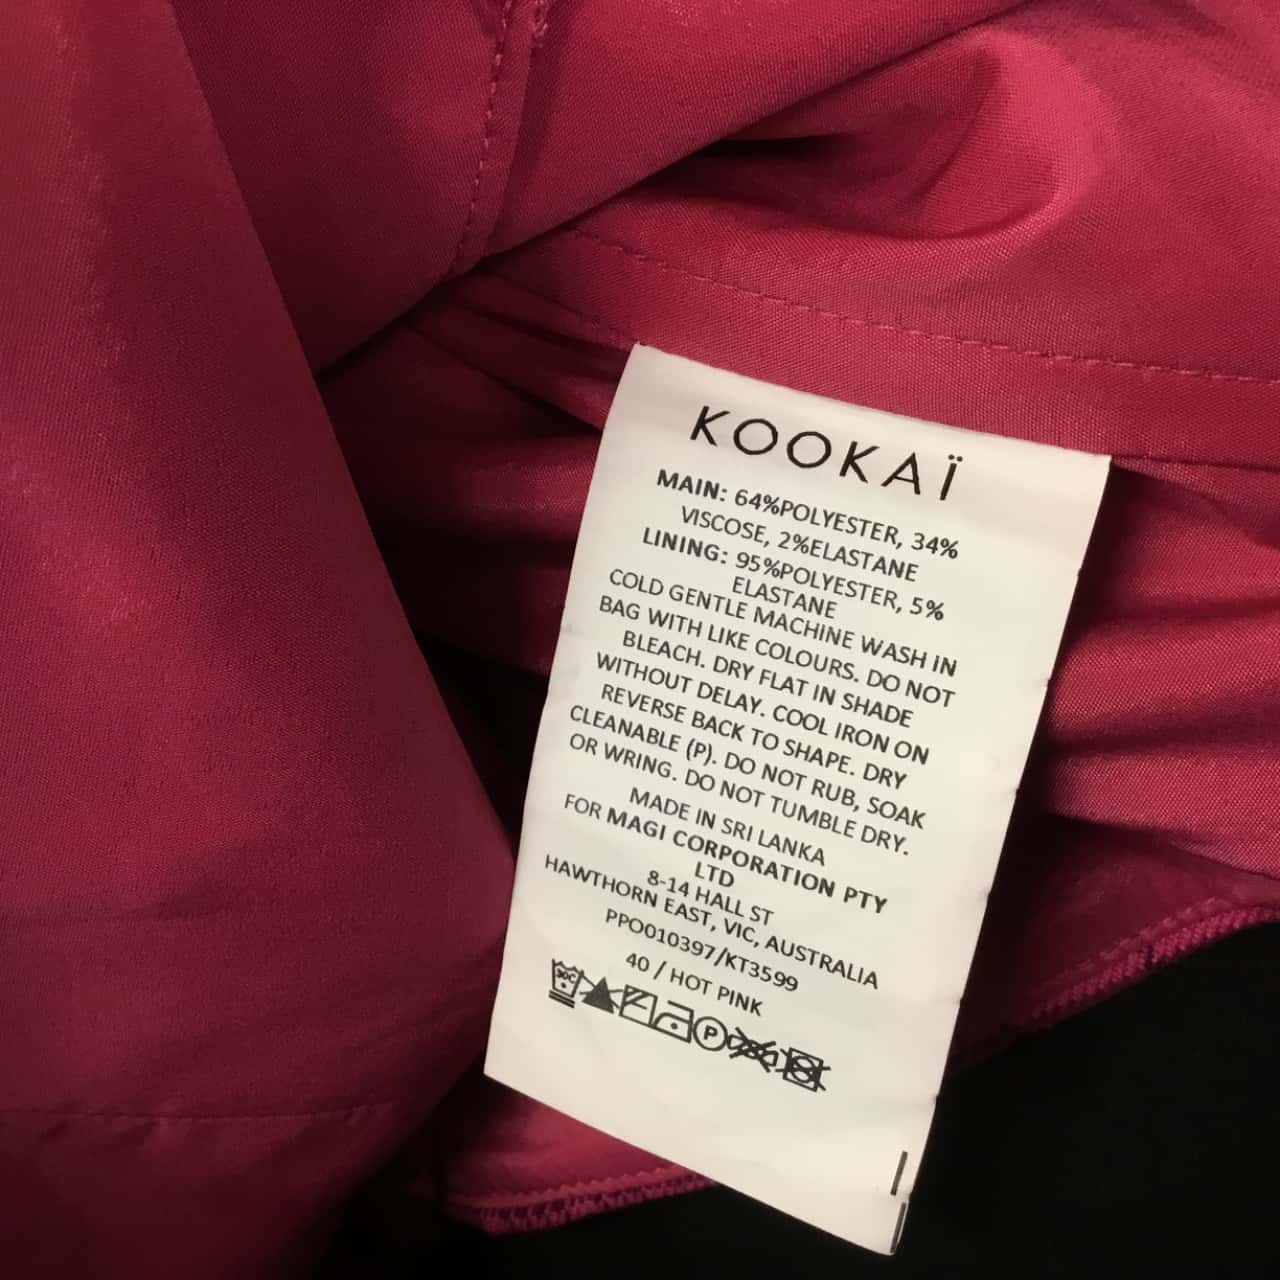 KOOKAÏ
MAIN: 64%POLYESTER, 34%
VISCOSE, 2%ELASTANE
LINING: 95%POLYESTER, 5%
ELASTANE
COLD GENTLE MACHINE WASH IN
BAG WITH LIKE COLOURS. DO NOT
BLEACH. DRY FLAT IN SHADE
WITHOUT DELAY. COOL IRON ON
REVERSE BACK TO SHAPE. DRY
CLEANABLE (P). DO NOT RUB, SOAK
OR WRING. DO NOT TUMBLE DRY.
MADE IN SRI LANKA
FOR MAGI CORPORATION PTY
LTD
8-14 HALL ST
HAWTHORN EAST, VIC, AUSTRALIA
PPO010397/KT3599
40 / HOT PINK
30C P